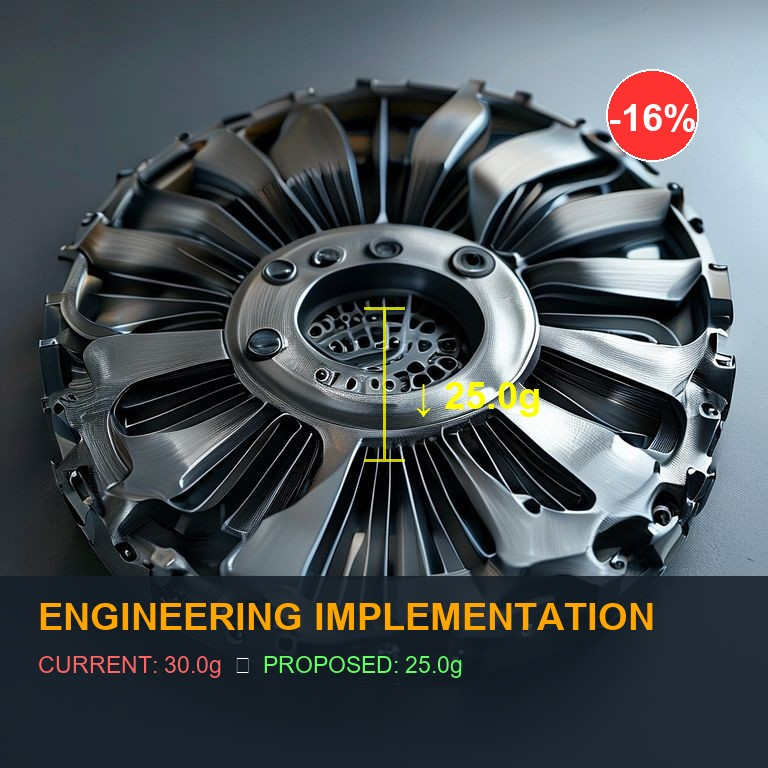 -16%
↓ 25.0g
ENGINEERING IMPLEMENTATION
CURRENT: 30.0g □ PROPOSED: 25.0g